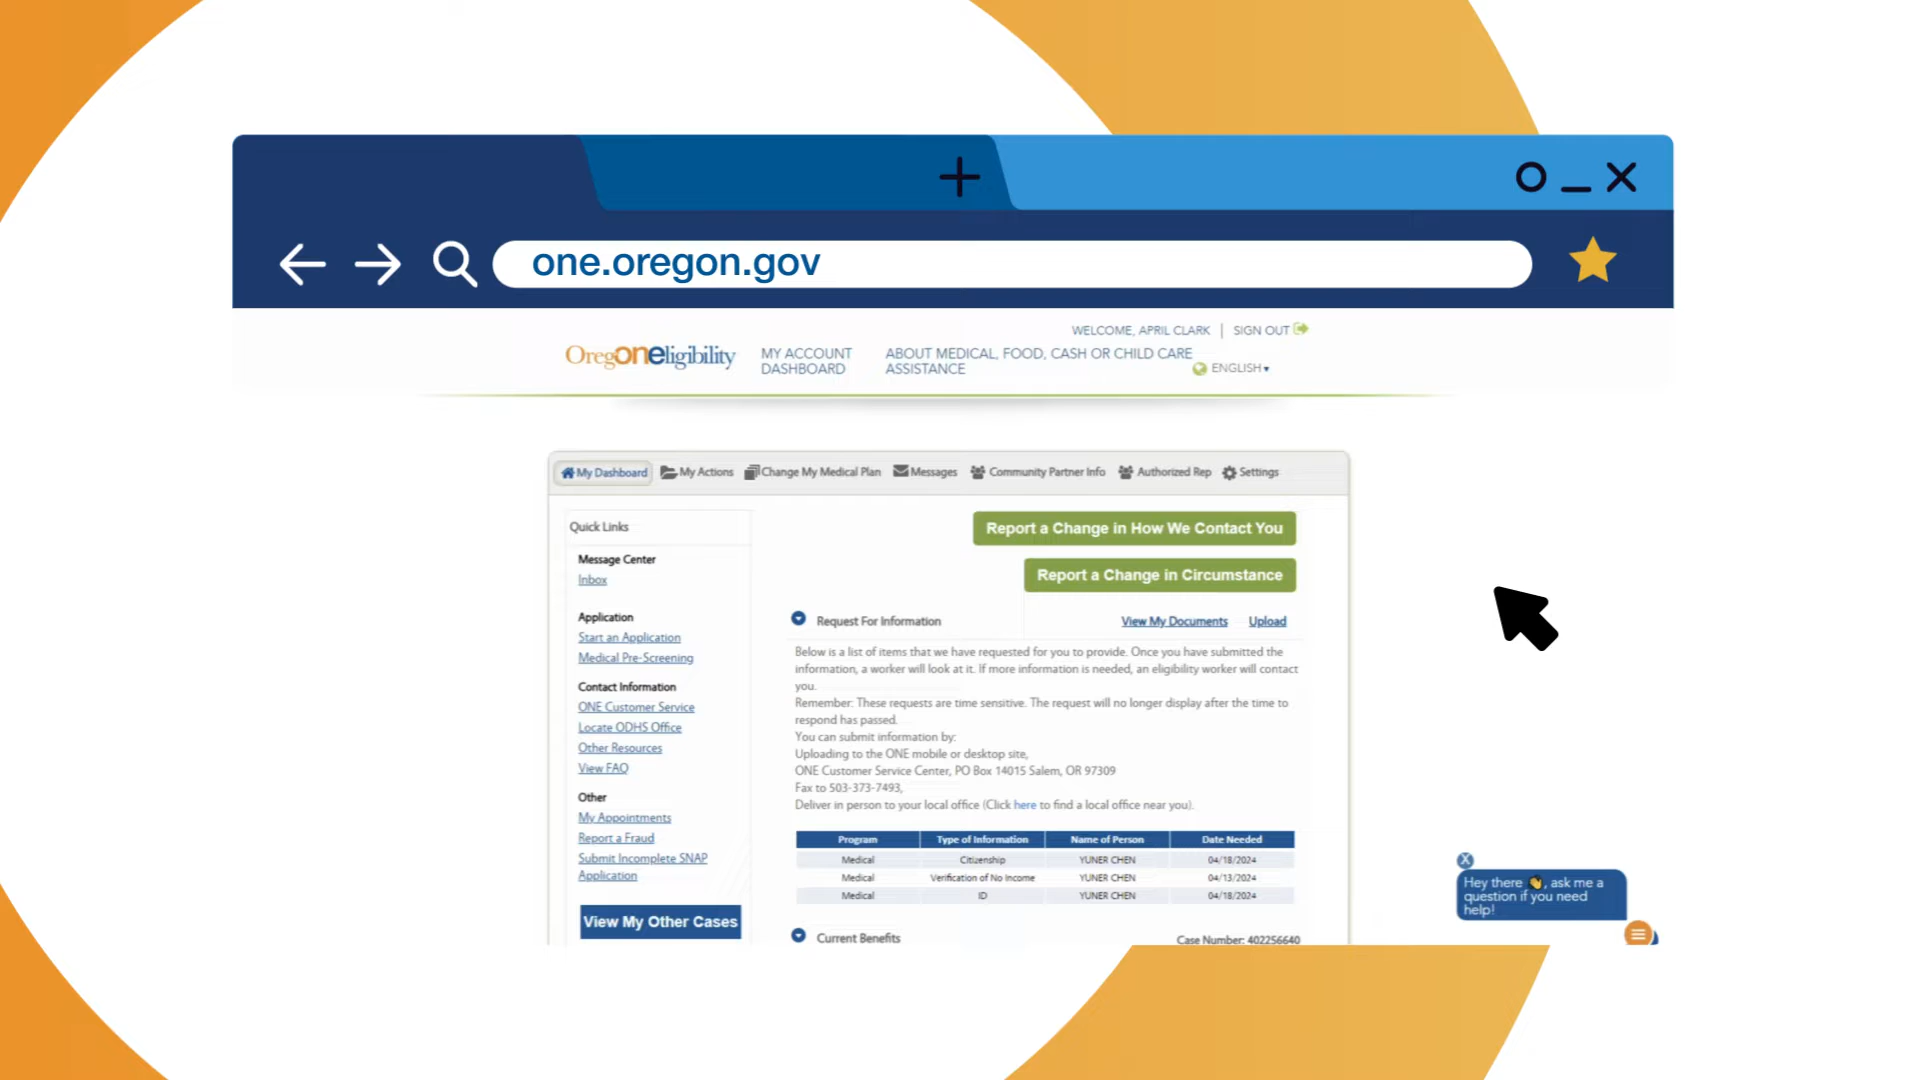 one.oregon.gov
WELCOME, APRIL CLARK | SIGN OUT
OregONEligibility
MY ACCOUNT
DASHBOARD
ABOUT MEDICAL, FOOD, CASH OR CHILD CARE
ASSISTANCE
ENGLISH
My Dashboard My Actions Change My Medical Plan Messages Community Partner Info Authorized Rep Settings
Quick Links
Message Center
Inbox
Application
Start an Application
Medical Pre-Screening
Contact Information
ONE Customer Service
Locate ODHS Office
Other Resources
View FAQ
Other
My Appointments
Report a Fraud
Submit Incomplete SNAP
Application
View My Other Cases
Report a Change in How We Contact You
Report a Change in Circumstance
Request For Information View My Documents Upload
Below is a list of items that we have requested for you to provide. Once you have submitted the
information, a worker will look at it. If more information is needed, an eligibility worker will contact
you.
Remember: These requests are time sensitive. The request will no longer display after the time to
respond has passed.
You can submit information by:
Uploading to the ONE mobile or desktop site,
ONE Customer Service Center, PO Box 14015 Salem, OR 97309
Fax to 503-373-7493,
Deliver in person to your local office (Click here to find a local office near you).
Program Type of Information Name of Person Date Needed
Medical Citizenship YUNER CHEN 04/18/2024
Medical Verification of No Income YUNER CHEN 04/13/2024
Medical ID YUNER CHEN 04/18/2024
Current Benefits Case Number: 402256640
X
Hey there 👋, ask me a
question if you need
help!